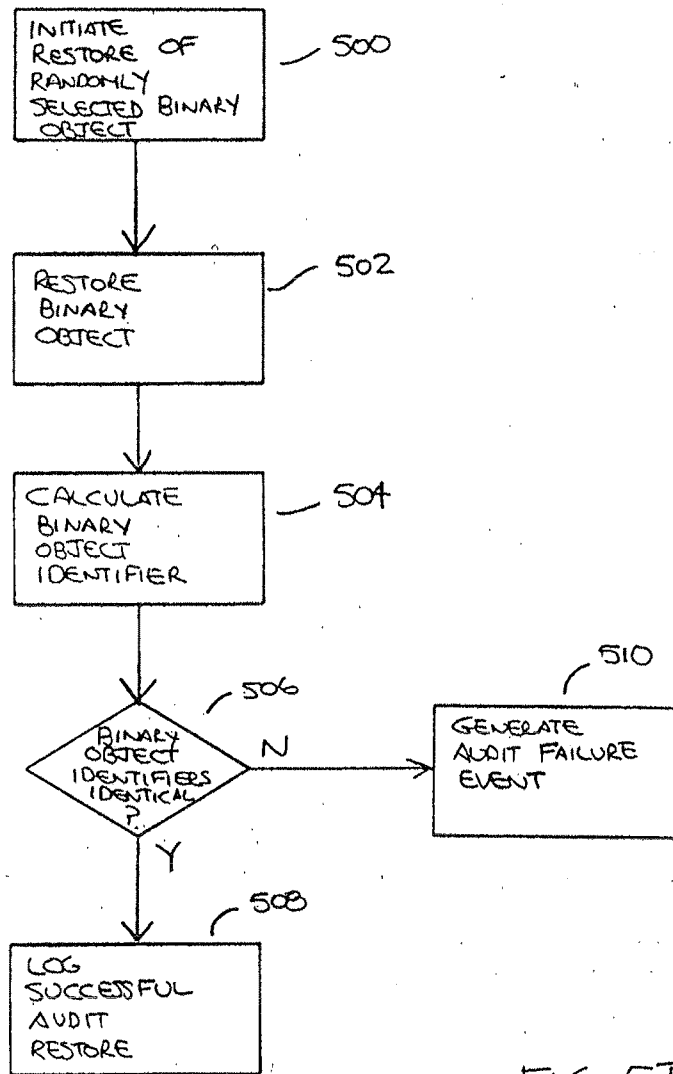 INITIATE
RESTORE OF
RANDOMLY
SELECTED BINARY
OBJECT
500
RESTORE
BINARY
OBJECT
502
CALCULATE
BINARY
OBJECT
IDENTIFIER
504
BINARY
OBJECT
IDENTIFIERS
IDENTICAL
?
506
N
Y
GENERATE
AUDIT FAILURE
EVENT
510
LOG
SUCCESSFUL
AUDIT
RESTORE
508